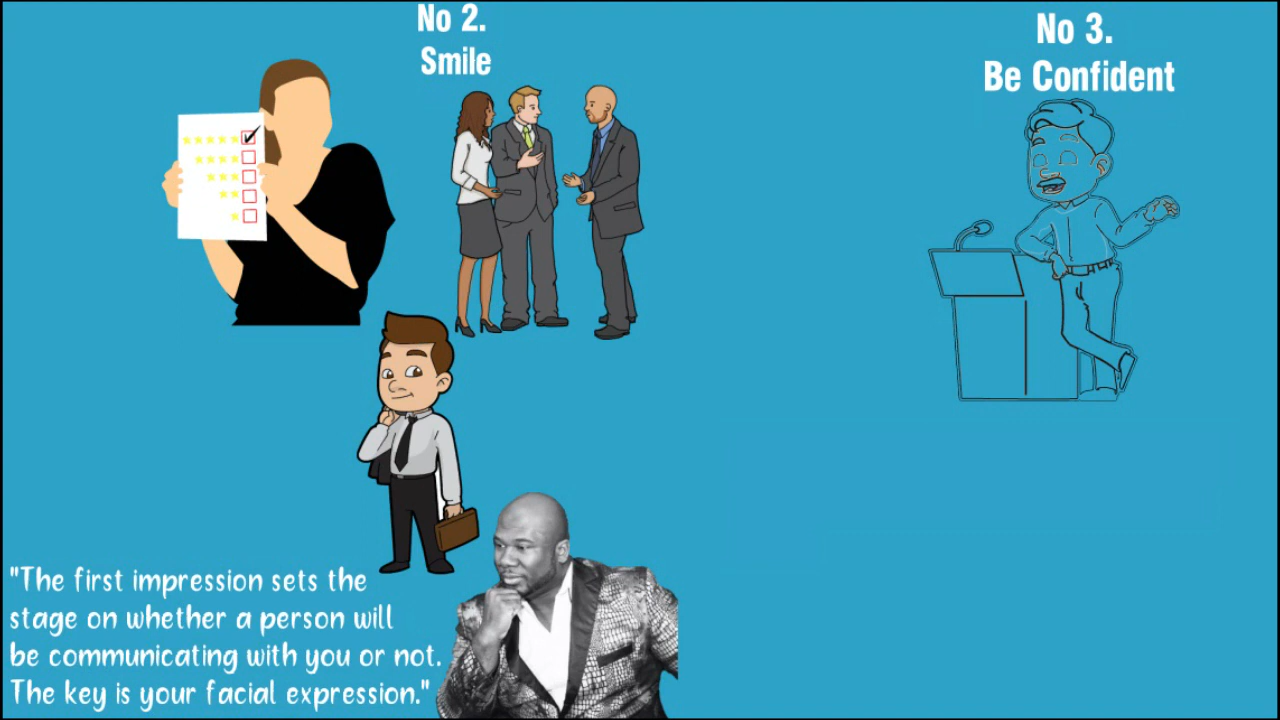 No 2.
Smile
No 3.
Be Confident
"The first impression sets the
stage on whether a person will
be communicating with you or not.
The key is your facial expression."